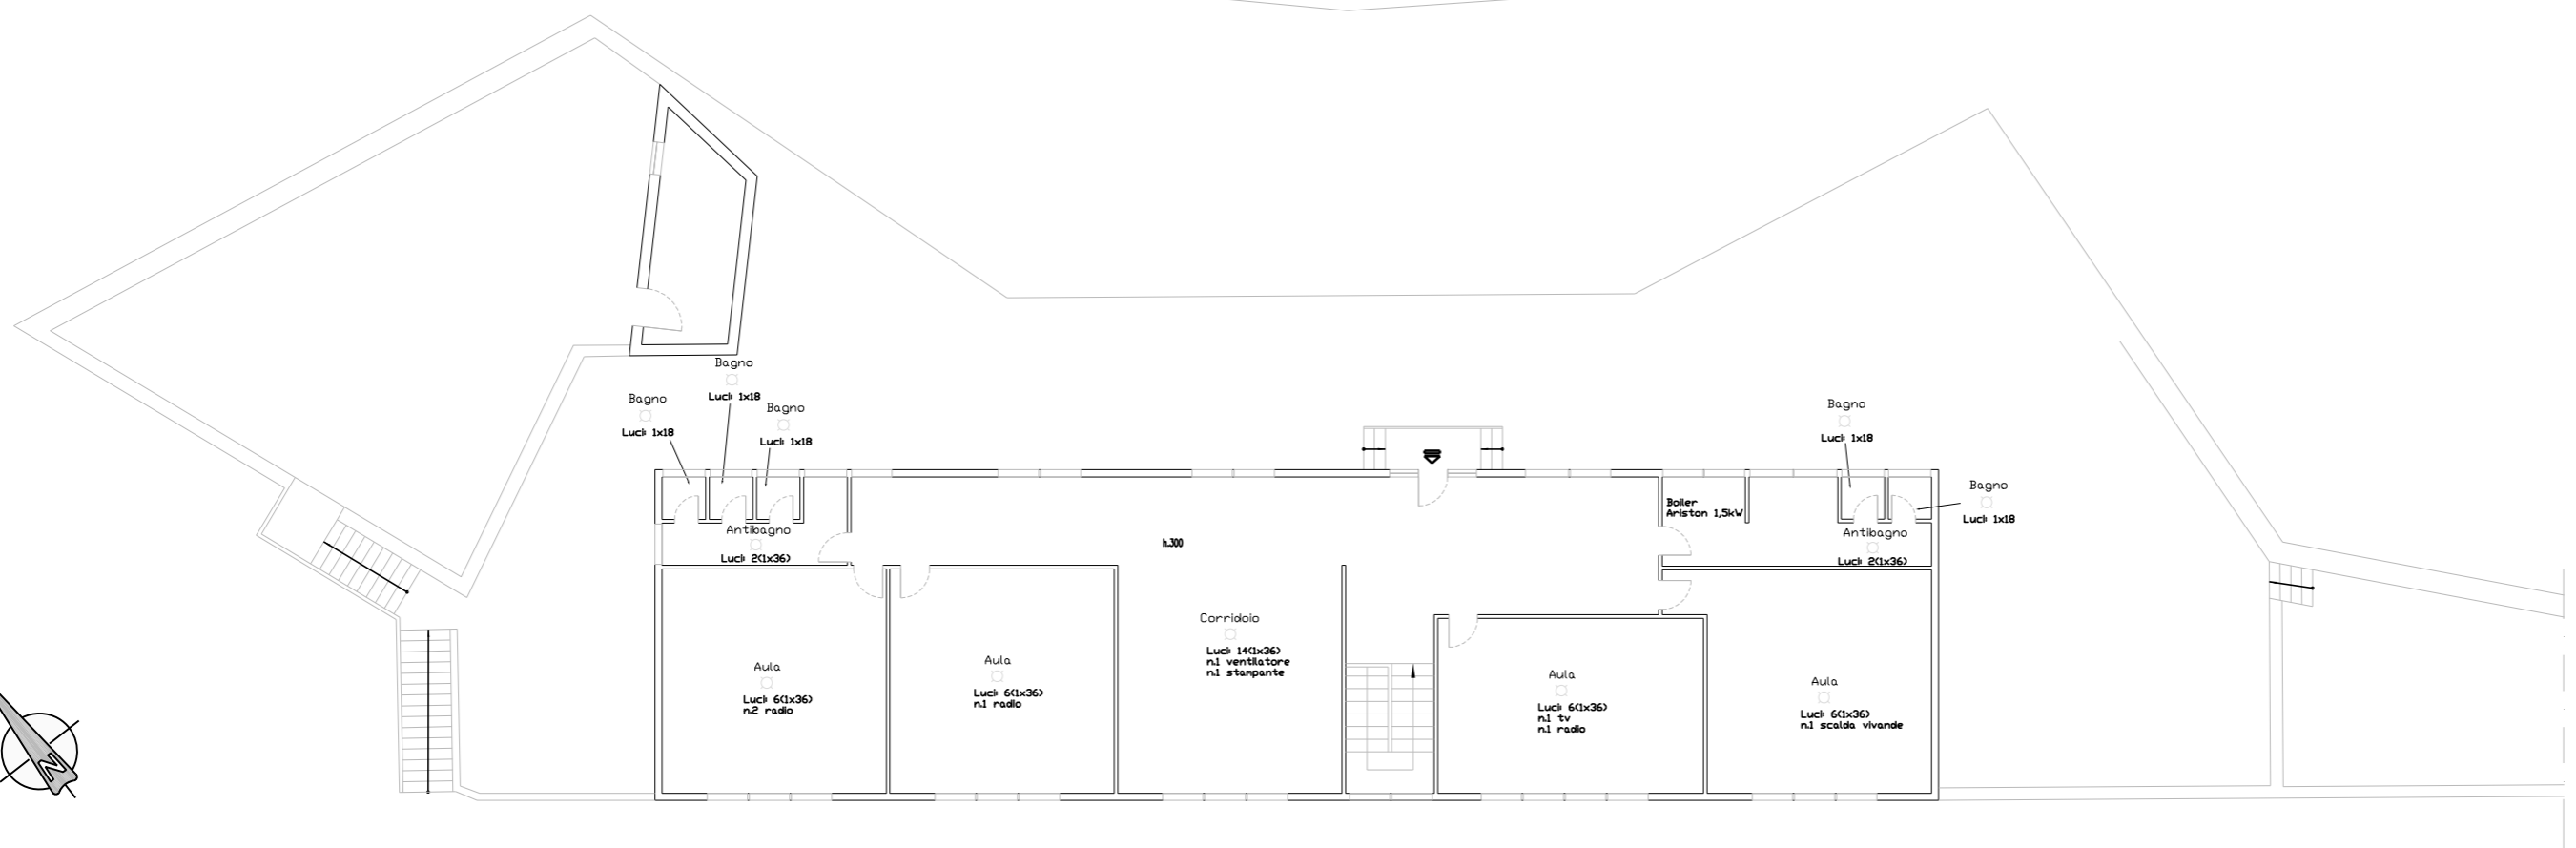 Bagno
Luci: 1x18
Bagno
Luci: 1x18
Bagno
Luci: 1x18
Antibagno
Luci: 2(1x36)
Bagno
Luci: 1x18
Bagno
Luci: 1x18
Boiler
Ariston 1,5kW
Antibagno
Luci: 2(1x36)
h.300
Corridoio
Luci: 14(1x36)
n.1 ventilatore
n.1 stampante
Aula
Luci: 6(1x36)
n.2 radio
Aula
Luci: 6(1x36)
n.1 radio
Aula
Luci: 6(1x36)
n.1 tv
n.1 radio
Aula
Luci: 6(1x36)
n.1 scalda vivande
N